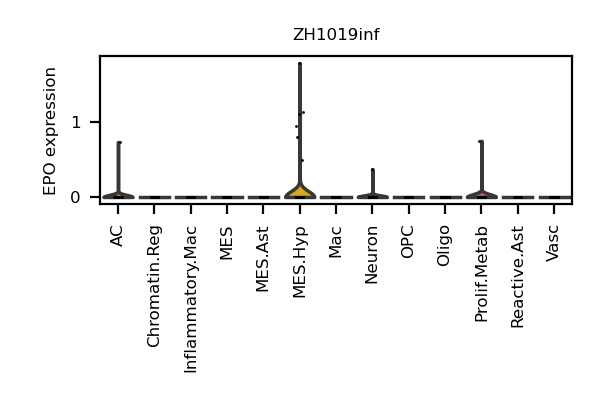 ZH1019inf
EPO expression
1
0
AC
Chromatin.Reg
Inflammatory.Mac
MES
MES.Ast
MES.Hyp
Mac
Neuron
OPC
Oligo
Prolif.Metab
Reactive.Ast
Vasc